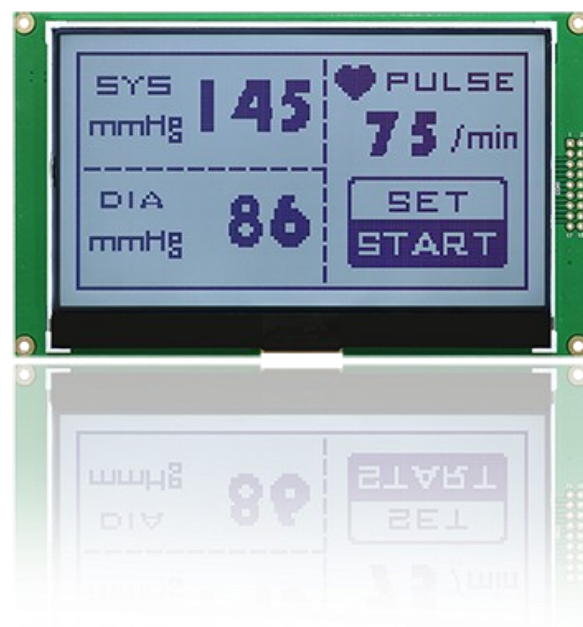 SYS 145
mmHg
DIA 86
mmHg
PULSE
75 /min
SET
START